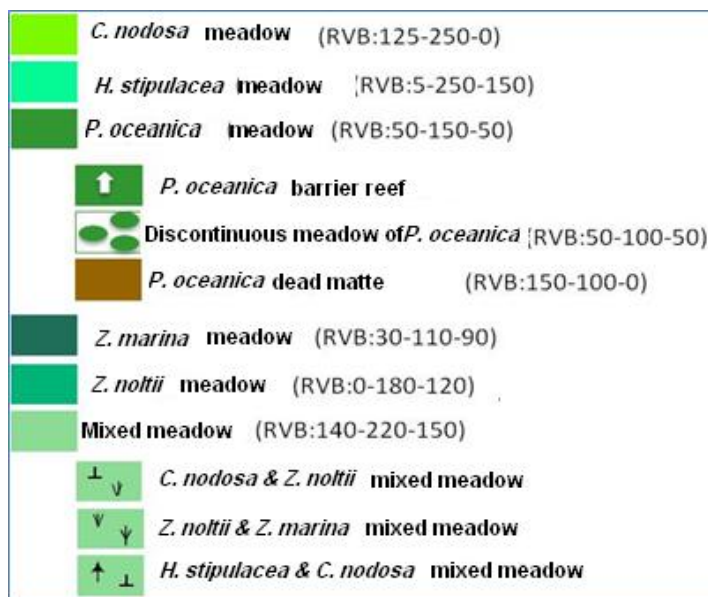 C. nodosa meadow (RVB:125-250-0)
H. stipulacea meadow (RVB:5-250-150)
P. oceanica meadow (RVB:50-150-50)
P. oceanica barrier reef
Discontinuous meadow of P. oceanica (RVB:50-100-50)
P. oceanica dead matte (RVB:150-100-0)
Z. marina meadow (RVB:30-110-90)
Z. noltii meadow (RVB:0-180-120)
Mixed meadow (RVB:140-220-150)
C. nodosa & Z. noltii mixed meadow
Z. noltii & Z. marina mixed meadow
H. stipulacea & C. nodosa mixed meadow